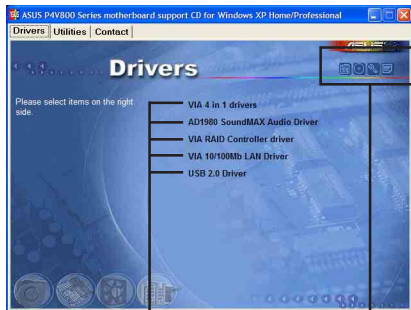 ASUS P4V800 Series motherboard support CD for Windows XP Home/Professional
Drivers Utilities Contact
Drivers
Please select items on the right
side.
VIA 4 in 1 drivers
AD1980 SoundMAX Audio Driver
VIA RAID Controller driver
VIA 10/100Mb LAN Driver
USB 2.0 Driver